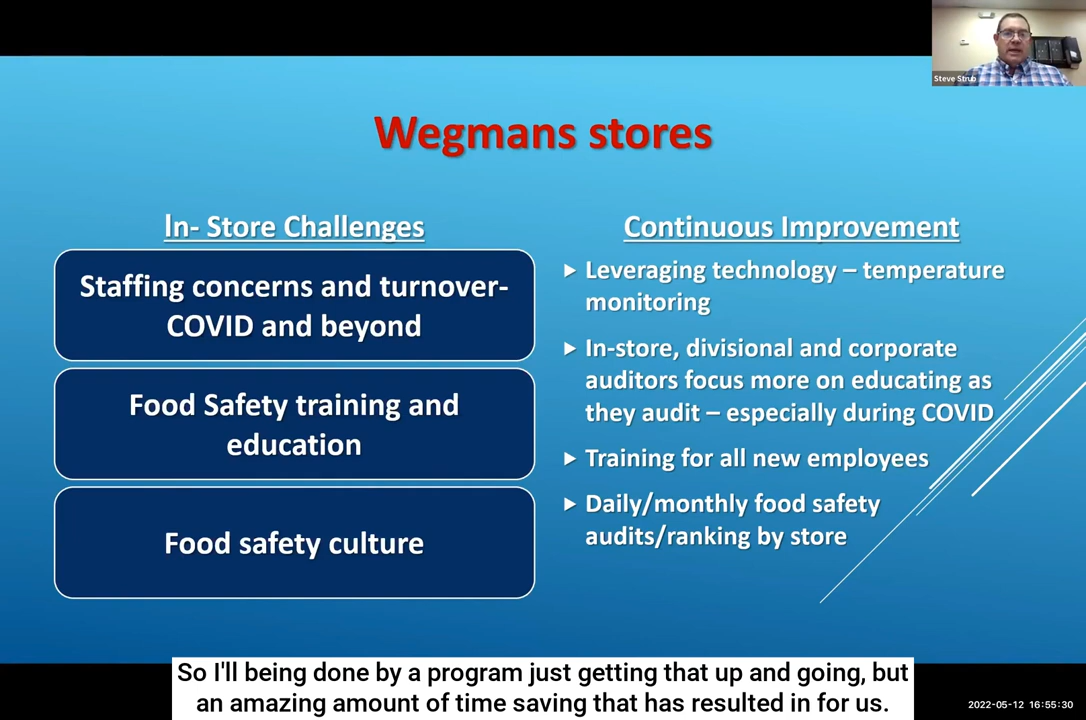 Steve Strub
Wegmans stores
In- Store Challenges
Staffing concerns and turnover-
COVID and beyond
Food Safety training and
education
Food safety culture
Continuous Improvement
Leveraging technology – temperature
monitoring
In-store, divisional and corporate
auditors focus more on educating as
they audit – especially during COVID
Training for all new employees
Daily/monthly food safety
audits/ranking by store
So I'll being done by a program just getting that up and going, but
an amazing amount of time saving that has resulted in for us.
2022-05-12 16:55:30